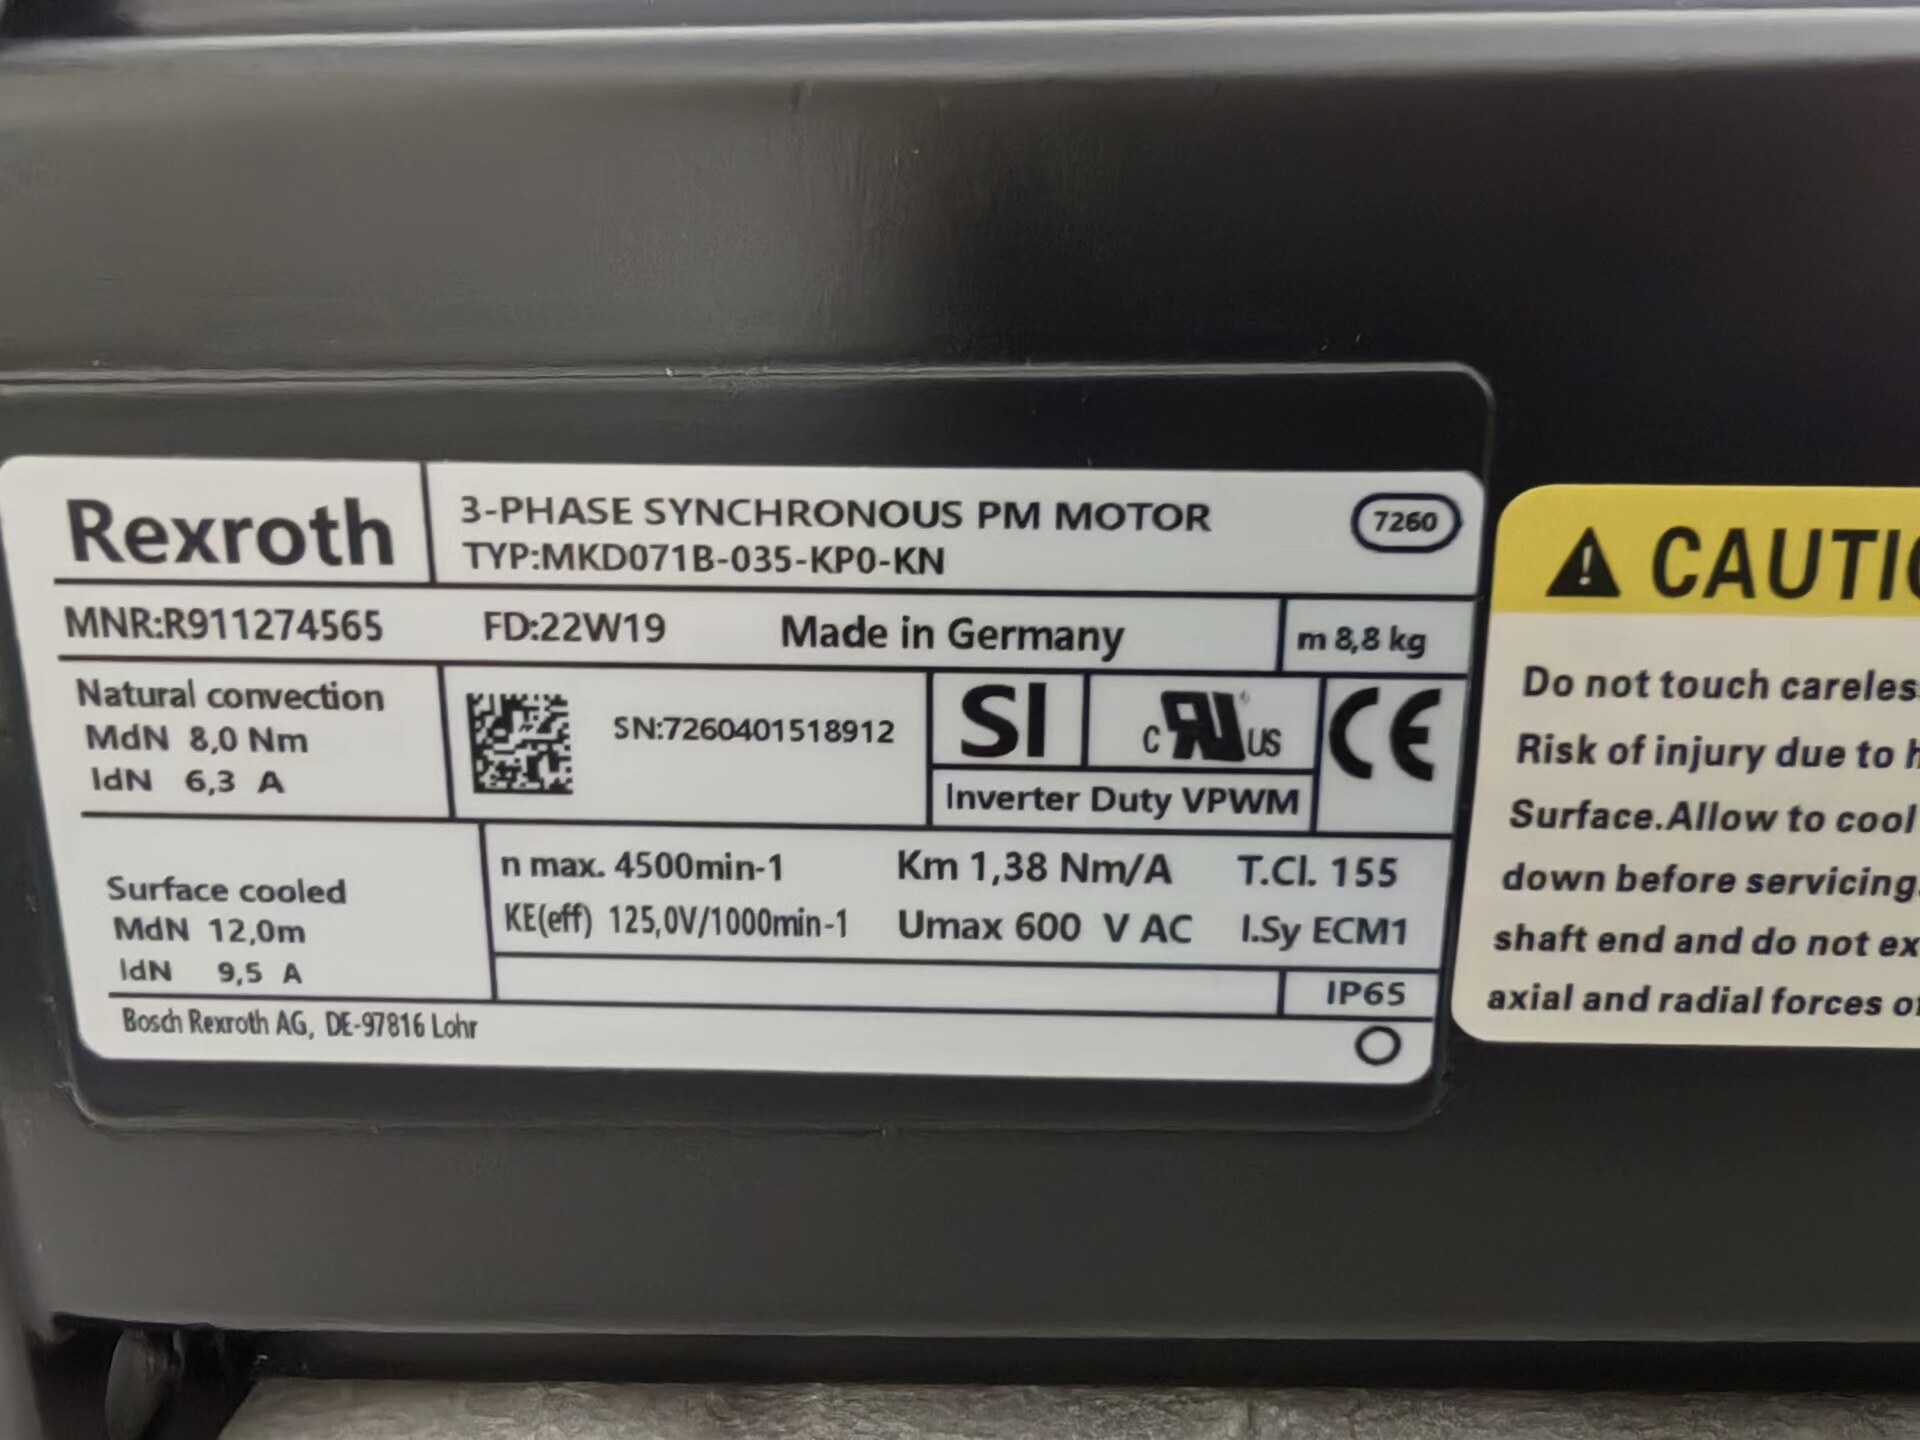 Rexroth
3-PHASE SYNCHRONOUS PM MOTOR
TYP:MKD071B-035-KP0-KN
7260
MNR:R911274565 FD:22W19 Made in Germany m 8,8 kg
Natural convection
MdN 8,0 Nm
IdN 6,3 A
SN:7260401518912
SI
c RU US
CE
Inverter Duty VPWM
Surface cooled
MdN 12,0m
IdN 9,5 A
n max. 4500min-1 Km 1,38 Nm/A T.Cl. 155
KE(eff) 125,0V/1000min-1 Umax 600 V AC I.Sy ECM1
IP65
Bosch Rexroth AG, DE-97816 Lohr
CAUTIO
Do not touch careles
Risk of injury due to h
Surface.Allow to cool
down before servicing.
shaft end and do not ex
axial and radial forces of